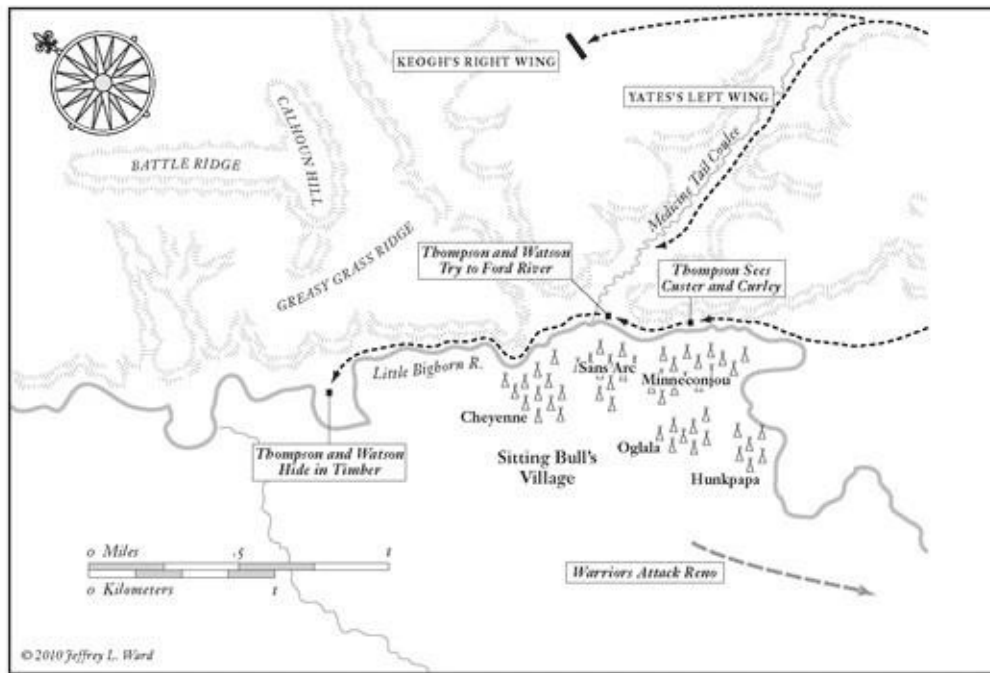 KEOGH'S RIGHT WING
YATES'S LEFT WING
CALHOUN HILL
BATTLE RIDGE
Medicine Tail Coulee
GREASY GRASS RIDGE
Thompson and Watson
Try to Ford River
Thompson Sees
Custer and Curley
Little Bighorn R.
Sans Arc
Minneconjou
Cheyenne
Oglala
Hunkpapa
Sitting Bull's
Village
Thompson and Watson
Hide in Timber
0 Miles .5 1
0 Kilometers 1
Warriors Attack Reno
© 2010 Jeffrey L. Ward